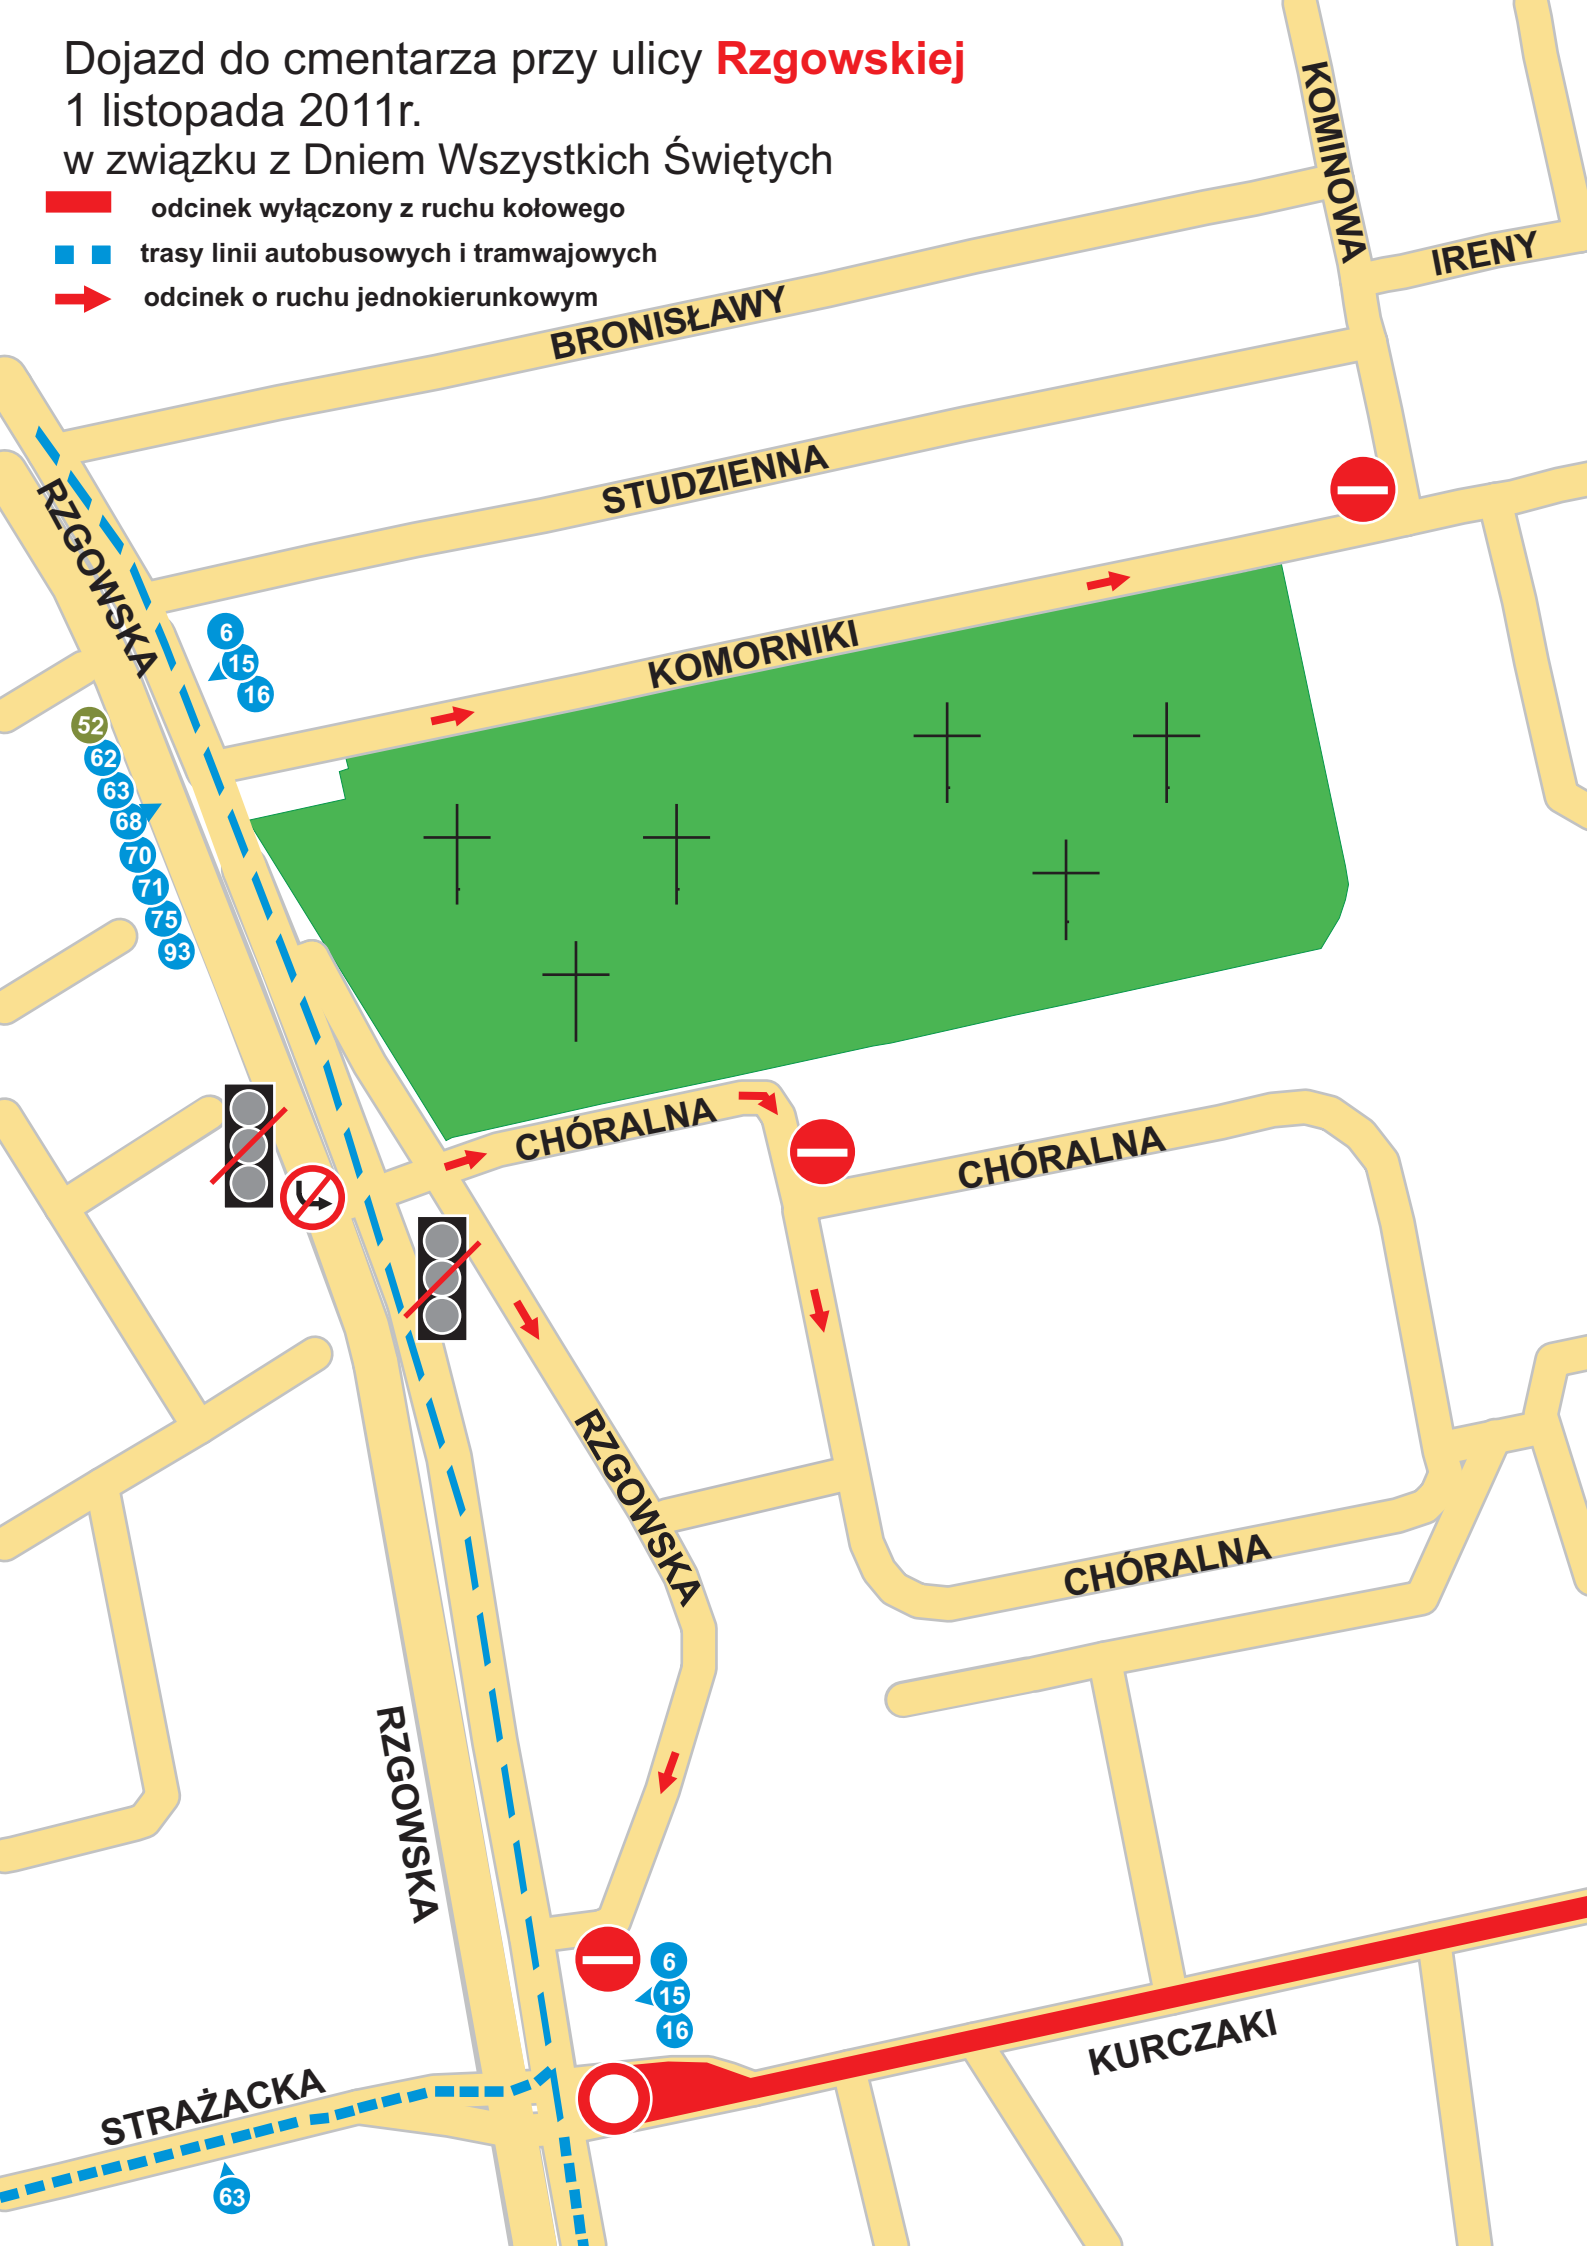 Dojazd do cmentarza przy ulicy Rzgowskiej
1 listopada 2011r.
w związku z Dniem Wszystkich Świętych
odcinek wyłączony z ruchu kołowego
trasy linii autobusowych i tramwajowych
odcinek o ruchu jednokierunkowym
KOMINOWA
IRENY
BRONISŁAWY
STUDZIENNA
RZGOWSKA
6
15
16
KOMORNIKI
52
62
63
68
70
71
75
93
CHÓRALNA
CHÓRALNA
RZGOWSKA
CHÓRALNA
RZGOWSKA
6
15
16
KURCZAKI
STRAŻACKA
63